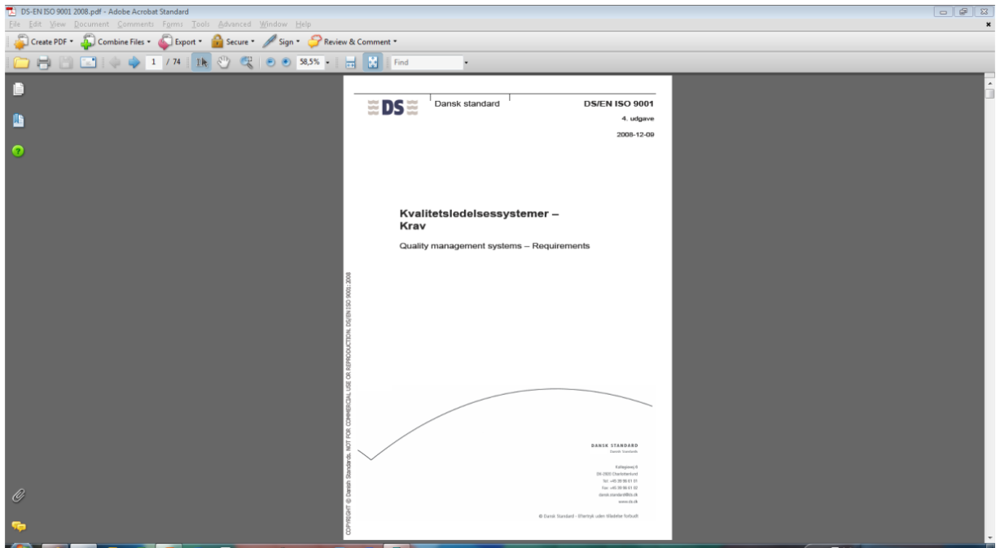 DS-EN ISO 9001 2008.pdf - Adobe Acrobat Standard
File Edit View Document Comments Forms Tools Advanced Window Help
Create PDF Combine Files Export Secure Sign Review & Comment
1 / 74 58,5% Find
DS Dansk standard DS/EN ISO 9001
4. udgave
2008-12-09
Kvalitetsledelsessystemer –
Krav
Quality management systems – Requirements
COPYRIGHT © Danish Standards. NOT FOR COMMERCIAL USE OR REPRODUCTION. DS/EN ISO 9001:2008
DANSK STANDARD
Danish Standards
Kollegievej 6
DK-2920 Charlottenlund
Tel: +45 39 96 61 01
Fax: +45 39 96 61 02
dansk.standard@ds.dk
www.ds.dk
© Dansk Standard - Eftertryk uden tilladelse forbudt